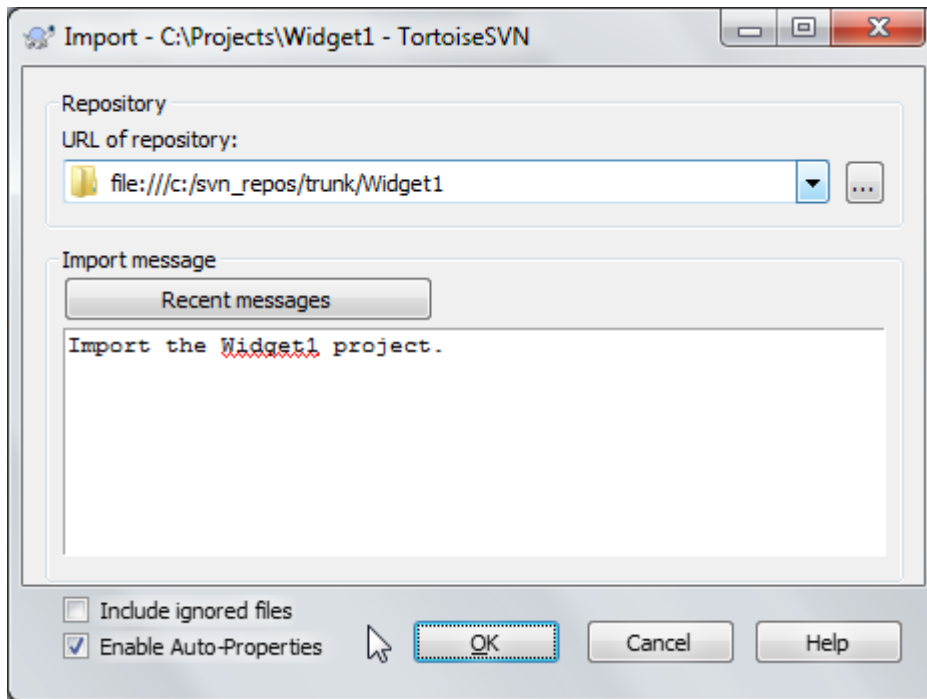 Import - C:\Projects\Widget1 - TortoiseSVN
Repository
URL of repository:
file:///c:/svn_repos/trunk/Widget1
...
Import message
Recent messages
Import the Widget1 project.
Include ignored files
Enable Auto-Properties
OK
Cancel
Help